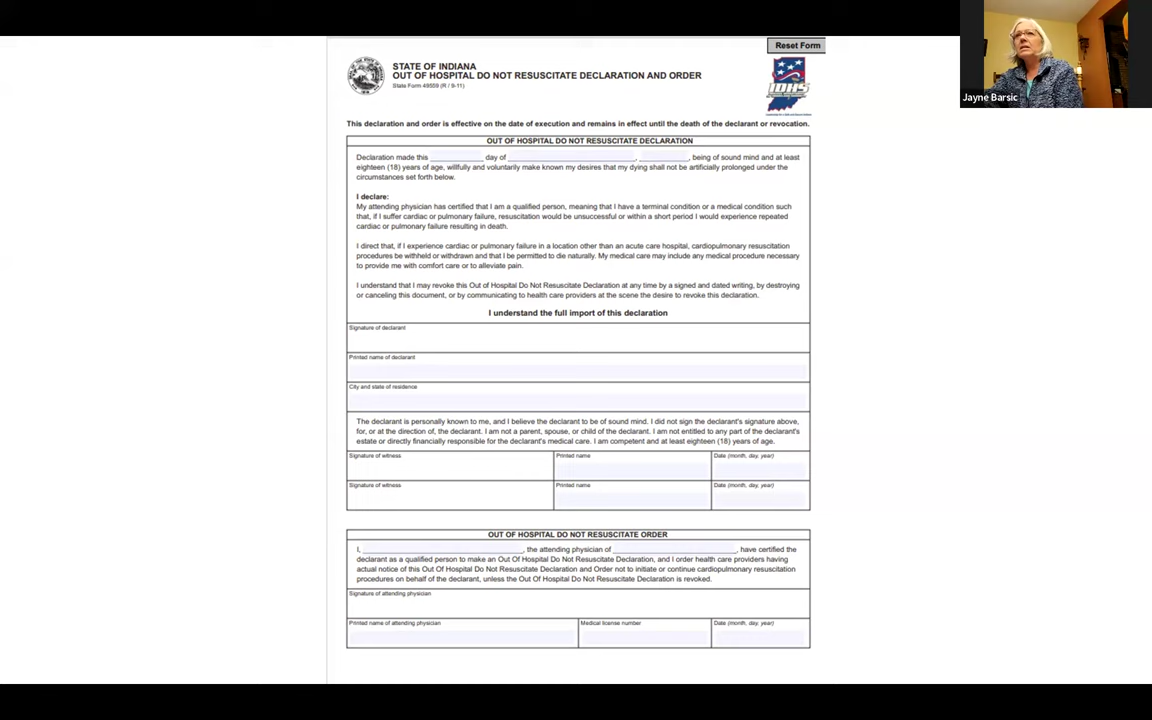 Reset Form
STATE OF INDIANA
OUT OF HOSPITAL DO NOT RESUSCITATE DECLARATION AND ORDER
State Form 49559 (R / 9-11)
IDHS
This declaration and order is effective on the date of execution and remains in effect until the death of the declarant or revocation.
OUT OF HOSPITAL DO NOT RESUSCITATE DECLARATION
Declaration made this ____________ day of ____________________________, ____________, being of sound mind and at least
eighteen (18) years of age, willfully and voluntarily make known my desires that my dying shall not be artificially prolonged under the
circumstances set forth below.
I declare:
My attending physician has certified that I am a qualified person, meaning that I have a terminal condition or a medical condition such
that, if I suffer cardiac or pulmonary failure, resuscitation would be unsuccessful or within a short period I would experience repeated
cardiac or pulmonary failure resulting in death.
I direct that, if I experience cardiac or pulmonary failure in a location other than an acute care hospital, cardiopulmonary resuscitation
procedures be withheld or withdrawn and that I be permitted to die naturally. My medical care may include any medical procedure necessary
to provide me with comfort care or to alleviate pain.
I understand that I may revoke this Out of Hospital Do Not Resuscitate Declaration at any time by a signed and dated writing, by destroying
or canceling this document, or by communicating to health care providers at the scene the desire to revoke this declaration.
I understand the full import of this declaration
Signature of declarant
Printed name of declarant
City and state of residence
The declarant is personally known to me, and I believe the declarant to be of sound mind. I did not sign the declarant's signature above,
for, or at the direction of, the declarant. I am not a parent, spouse, or child of the declarant. I am not entitled to any part of the declarant's
estate or directly financially responsible for the declarant's medical care. I am competent and at least eighteen (18) years of age.
Signature of witness Printed name Date (month, day, year)
Signature of witness Printed name Date (month, day, year)
OUT OF HOSPITAL DO NOT RESUSCITATE ORDER
I, ____________________________, the attending physician of ____________________________, have certified the
declarant as a qualified person to make an Out Of Hospital Do Not Resuscitate Declaration, and I order health care providers having
actual notice of this Out Of Hospital Do Not Resuscitate Declaration and Order not to initiate or continue cardiopulmonary resuscitation
procedures on behalf of the declarant, unless the Out Of Hospital Do Not Resuscitate Declaration is revoked.
Signature of attending physician
Printed name of attending physician Medical license number Date (month, day, year)
Jayne Barsic